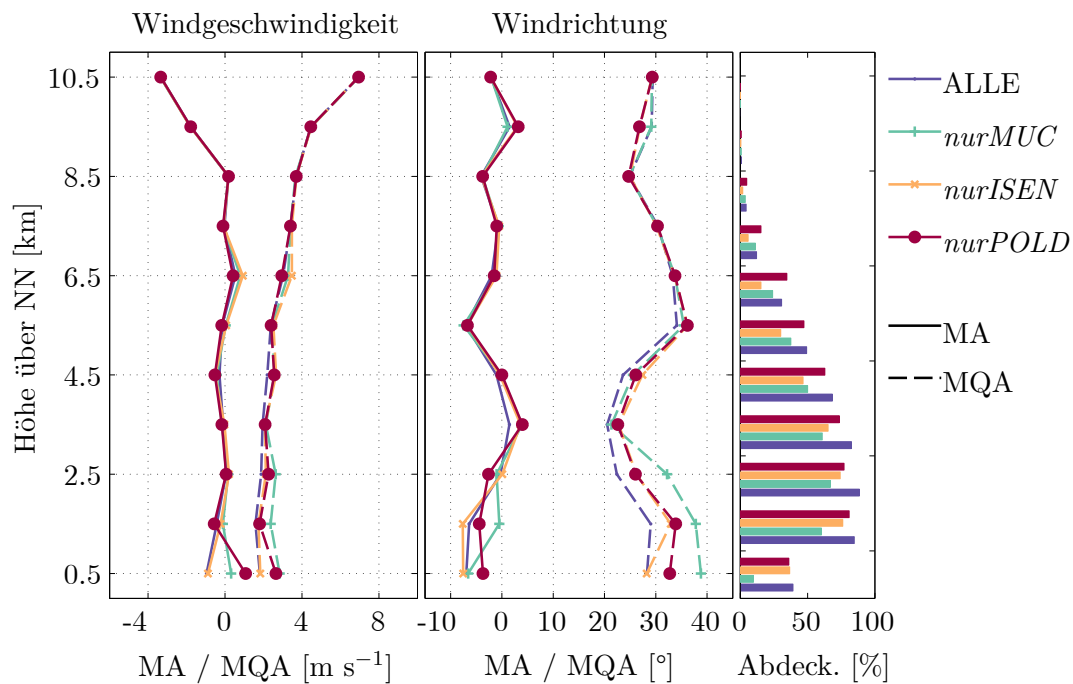 Windgeschwindigkeit
Windrichtung
Höhe über NN [km]
10.5
8.5
6.5
4.5
2.5
0.5
-4 0 4 8
-10 0 10 20 30 40
0 50 100
MA / MQA [m s⁻¹]
MA / MQA [°]
Abdeck. [%]
ALLE
nurMUC
nurISEN
nurPOLD
MA
MQA